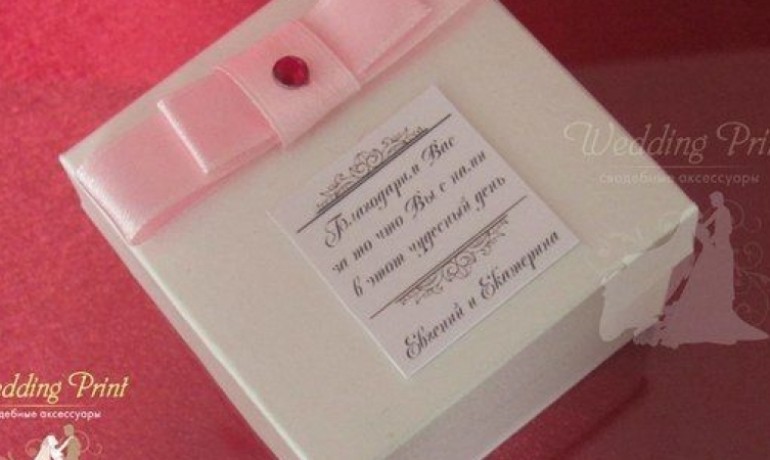 Благодарим Вас
за то что Вы с нами
в этот чудесный день
Евгений и Екатерина
Wedding Print
свадебные аксессуары
Wedding Print
свадебные аксессуары